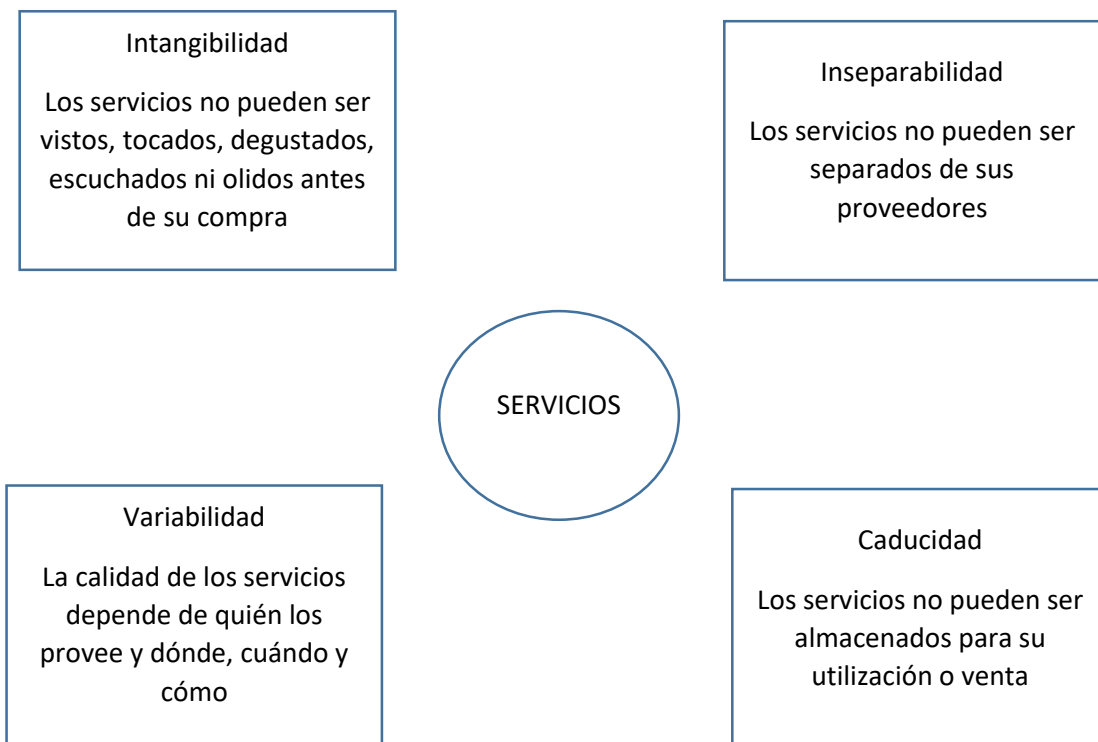 Intangibilidad
Los servicios no pueden ser
vistos, tocados, degustados,
escuchados ni olidos antes
de su compra
Inseparabilidad
Los servicios no pueden ser
separados de sus
proveedores
SERVICIOS
Variabilidad
La calidad de los servicios
depende de quién los
provee y dónde, cuándo y
cómo
Caducidad
Los servicios no pueden ser
almacenados para su
utilización o venta